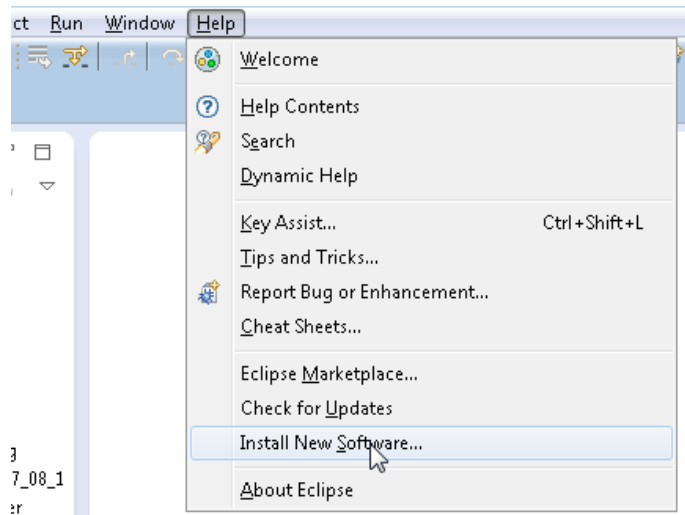 ct Run Window Help
Welcome
Help Contents
Search
Dynamic Help
Key Assist... Ctrl+Shift+L
Tips and Tricks...
Report Bug or Enhancement...
Cheat Sheets...
Eclipse Marketplace...
Check for Updates
Install New Software...
g
7_08_1
About Eclipse
er